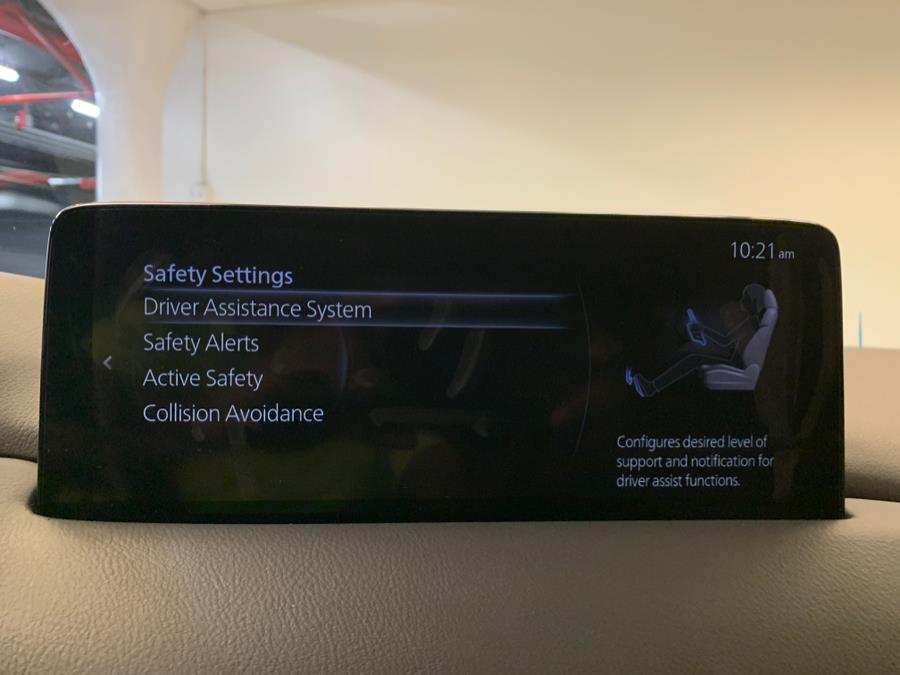 10:21 am
Safety Settings
Driver Assistance System
Safety Alerts
Active Safety
Collision Avoidance
Configures desired level of
support and notification for
driver assist functions.